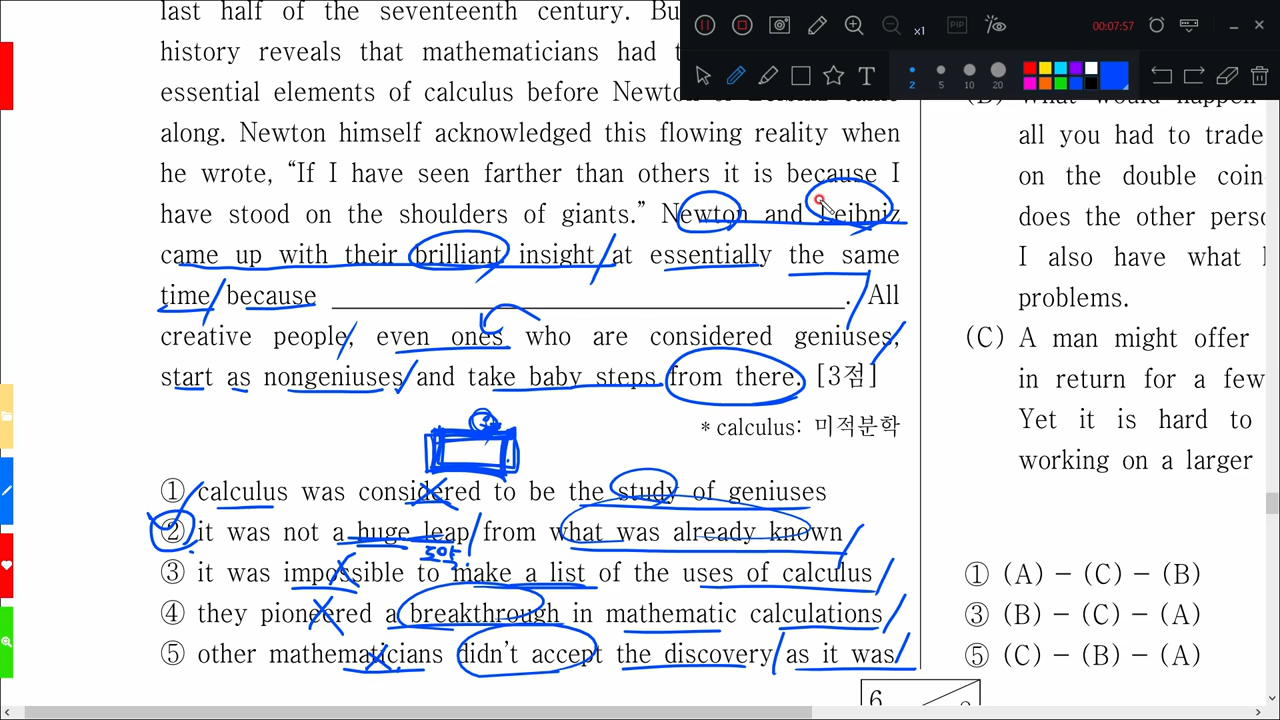 last half of the seventeenth century. Bu
history reveals that mathematicians had t
essential elements of calculus before Newton or Leibniz came
along. Newton himself acknowledged this flowing reality when
he wrote, “If I have seen farther than others it is because I
have stood on the shoulders of giants.” Newton and Leibniz
came up with their brilliant insight at essentially the same
time because ______. All
creative people, even ones who are considered geniuses,
start as nongeniuses and take baby steps from there. [3점]
* calculus: 미적분학
① calculus was considered to be the study of geniuses
② it was not a huge leap from what was already known
도약
③ it was impossible to make a list of the uses of calculus
④ they pioneered a breakthrough in mathematic calculations
⑤ other mathematicians didn’t accept the discovery as it was
all you had to trade
on the double coin
does the other pers
I also have what
problems.
(C) A man might offer
in return for a few
Yet it is hard to
working on a larger
① (A)－(C)－(B)
③ (B)－(C)－(A)
⑤ (C)－(B)－(A)
6
x1
PIP
00:07:57
T
2 5 10 20